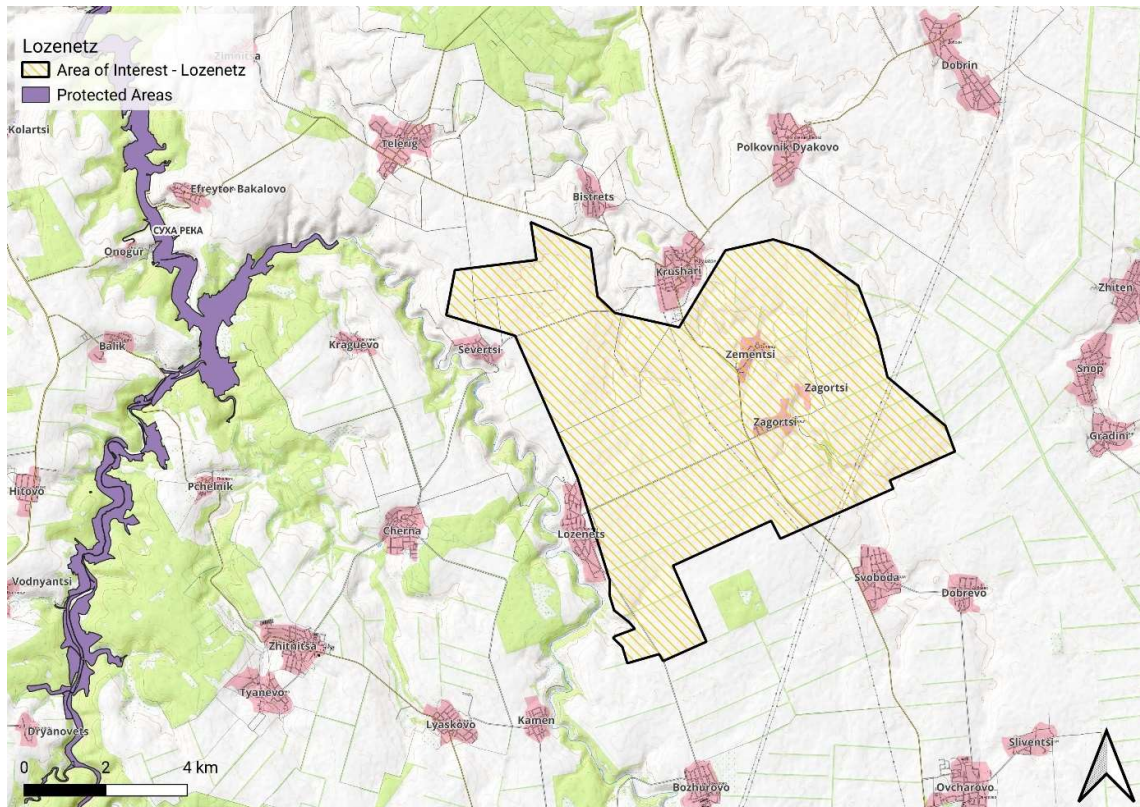 Lozenetz
Area of Interest - Lozenetz
Protected Areas
Zimnitsa
Dobrin
Kolartsi
Telerig
Polkovnik Dyakovo
Efreytor Bakalovo
Bistrets
СУХА РЕКА
Onogur
Krushari
Zhiten
Balik
Kraguevo
Severtsi
Zementsi
Snop
Zagortsi
Zagortsi
Gradini
Hitovo
Pchelnik
Cherna
Lozenets
Vodnyantsi
Svoboda
Dobrevo
Zhitnitsa
Tyanevo
Dryanovets
Lyaskovo
Kamen
Sliventsi
0 2 4 km
Bozhurovo
Ovcharovo